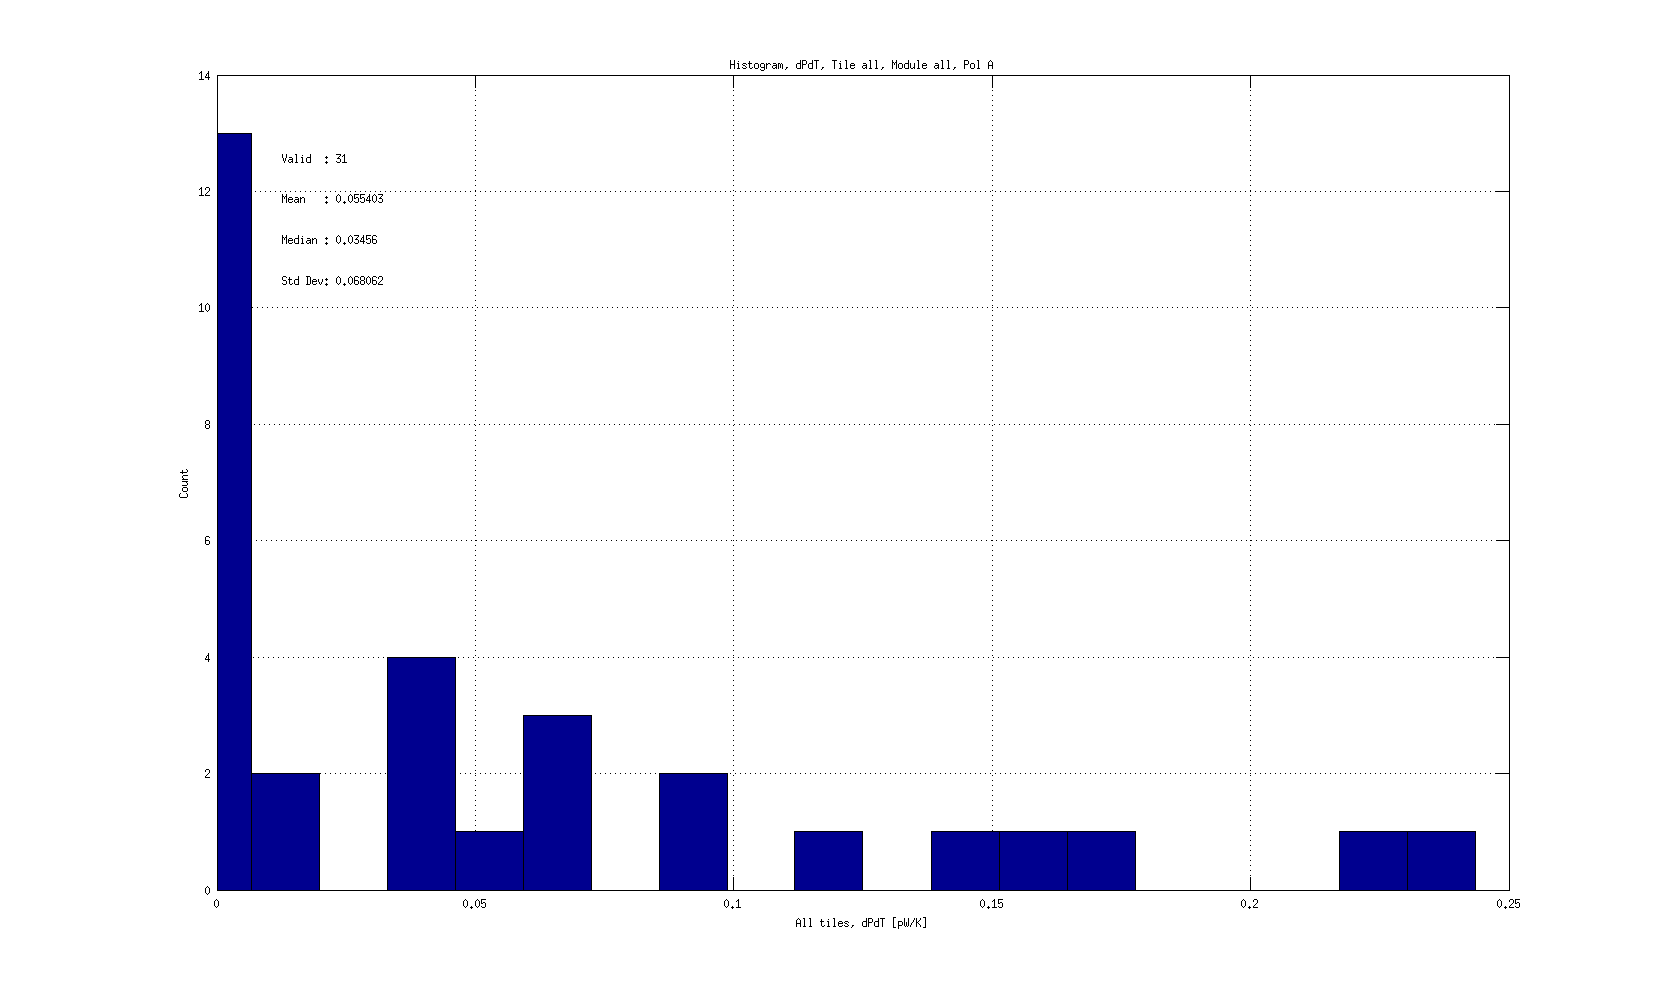 Histogram, dPdT, Tile all, Module all, Pol A
14
12
10
8
6
4
2
0
Count
Valid : 31
Mean : 0.055403
Median : 0.03456
Std Dev: 0.068062
0 0.05 0.1 0.15 0.2 0.25
All tiles, dPdT [pW/K]